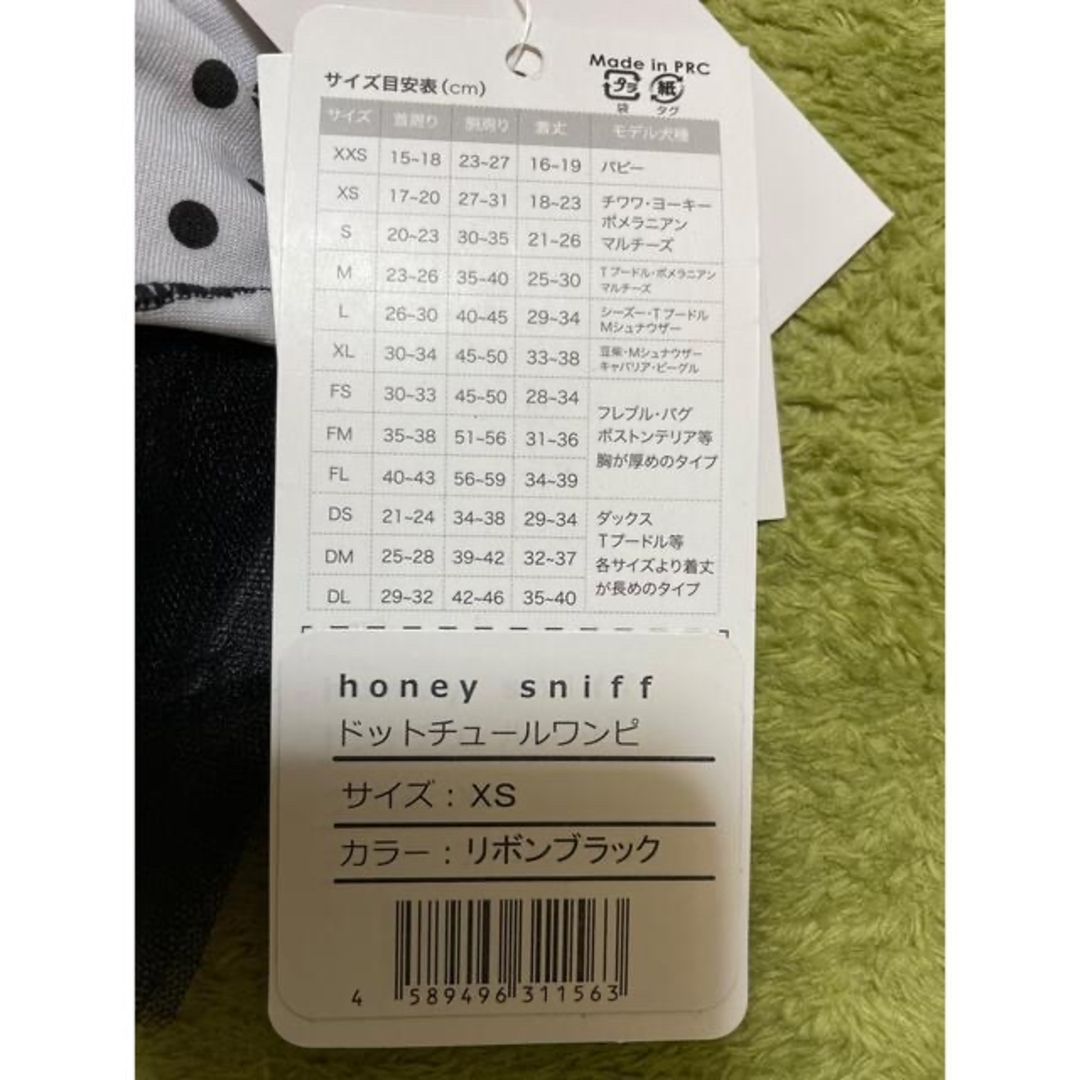 Made in PRC
プラ
紙
袋
タグ
サイズ目安表(cm)
サイズ 首周り 胴周り 着丈 モデル犬種
XXS 15~18 23~27 16~19 パピー
XS 17~20 27~31 18~23 チワワ・ヨーキー
ポメラニアン
S 20~23 30~35 21~26 マルチーズ
M 23~26 35~40 25~30 Tプードル・ポメラニアン
マルチーズ
L 26~30 40~45 29~34 シーズー・Tプードル
Mシュナウザー
XL 30~34 45~50 33~38 豆柴・Mシュナウザー
キャバリア・ビーグル
FS 30~33 45~50 28~34 フレブル・パグ
FM 35~38 51~56 31~36 ボストンテリア等
FL 40~43 56~59 34~39 胸が厚めのタイプ
DS 21~24 34~38 29~34 ダックス
Tプードル等
DM 25~28 39~42 32~37 各サイズより着丈
DL 29~32 42~46 35~40 が長めのタイプ
honey sniff
ドットチュールワンピ
サイズ：XS
カラー：リボンブラック
4 589496 311563